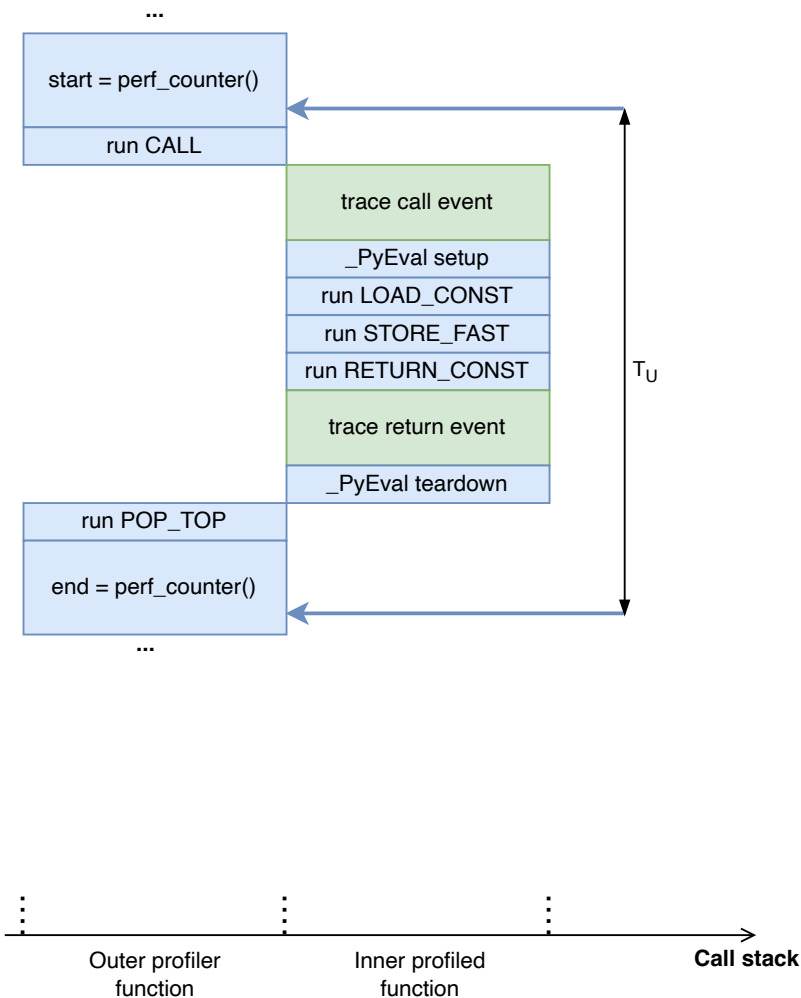 ...
start = perf_counter()
run CALL
trace call event
_PyEval setup
run LOAD_CONST
run STORE_FAST
run RETURN_CONST
T_U
trace return event
_PyEval teardown
run POP_TOP
end = perf_counter()
...
Outer profiler
function
Inner profiled
function
Call stack